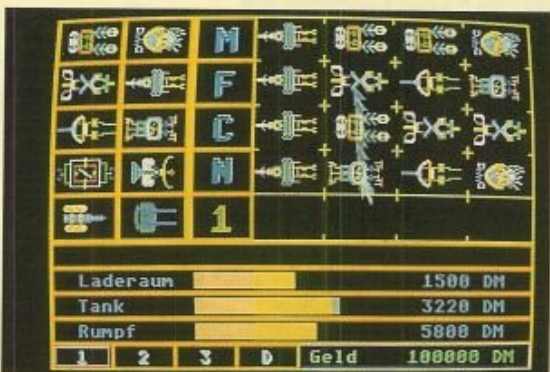 M
F
C
N
1
Laderaum 1500 DM
Tank 3220 DM
Rumpf 5800 DM
1 2 3 D Geld 100000 DM